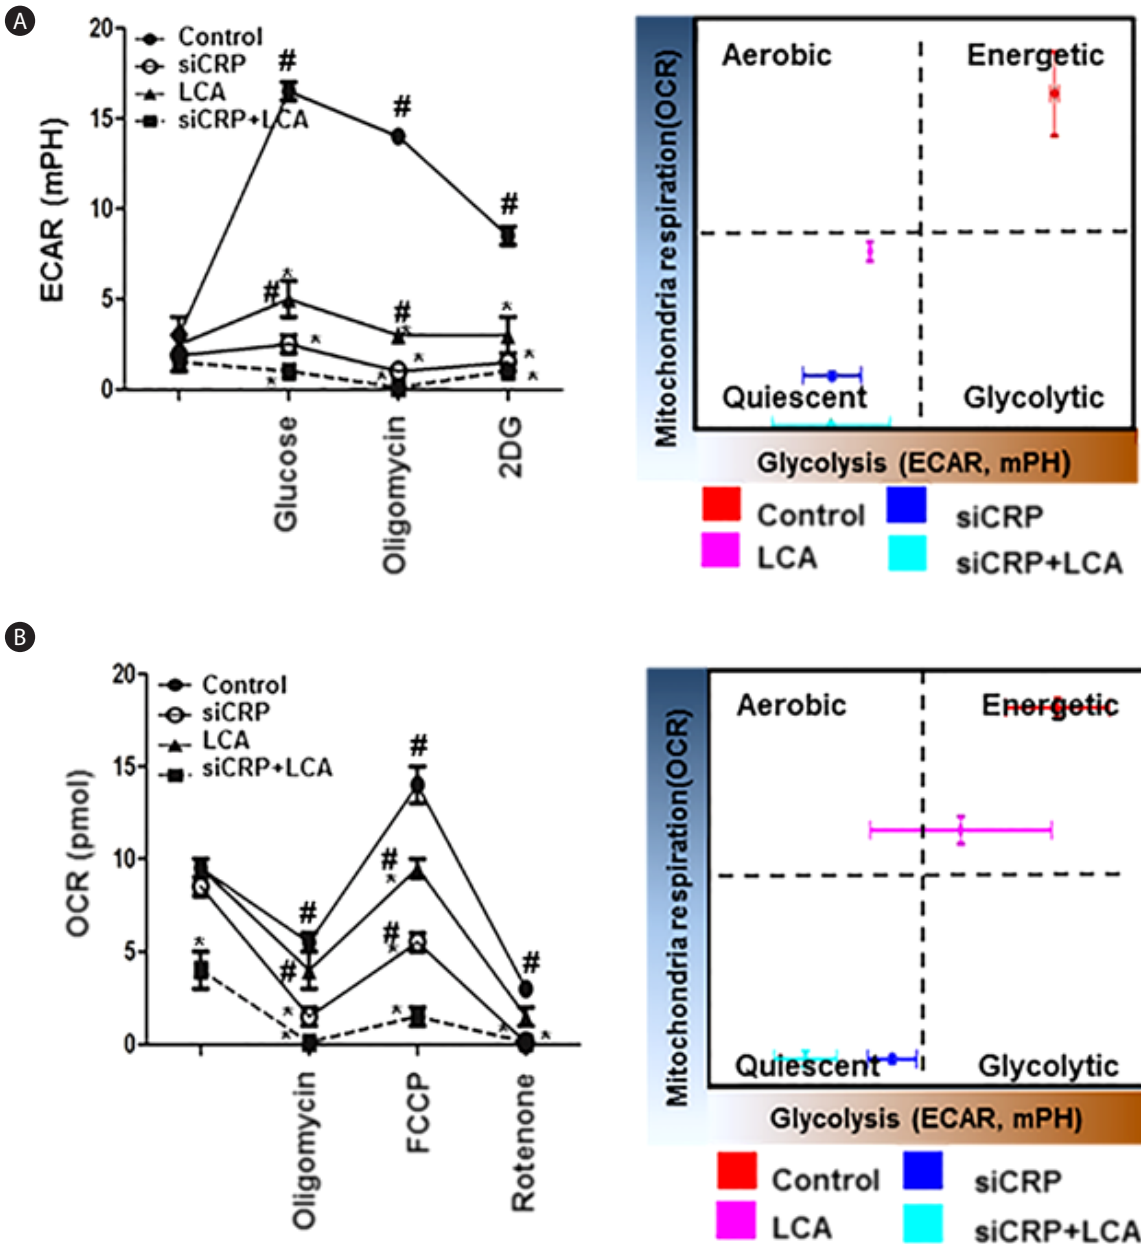 A
20
15
10
5
0
ECAR (mPH)
Control
siCRP
LCA
siCRP+LCA
#
#
#
#
#
*
*
*
*
*
*
*
*
*
Glucose
Oligomycin
2DG
Mitochondria respiration(OCR)
Aerobic
Energetic
Quiescent
Glycolytic
Glycolysis (ECAR, mPH)
Control
siCRP
LCA
siCRP+LCA
B
20
15
10
5
0
OCR (pmol)
Control
siCRP
LCA
siCRP+LCA
#
#
#
#
#
#
*
*
*
*
*
*
*
*
Oligomycin
FCCP
Rotenone
Mitochondria respiration(OCR)
Aerobic
Energetic
Quiescent
Glycolytic
Glycolysis (ECAR, mPH)
Control
siCRP
LCA
siCRP+LCA